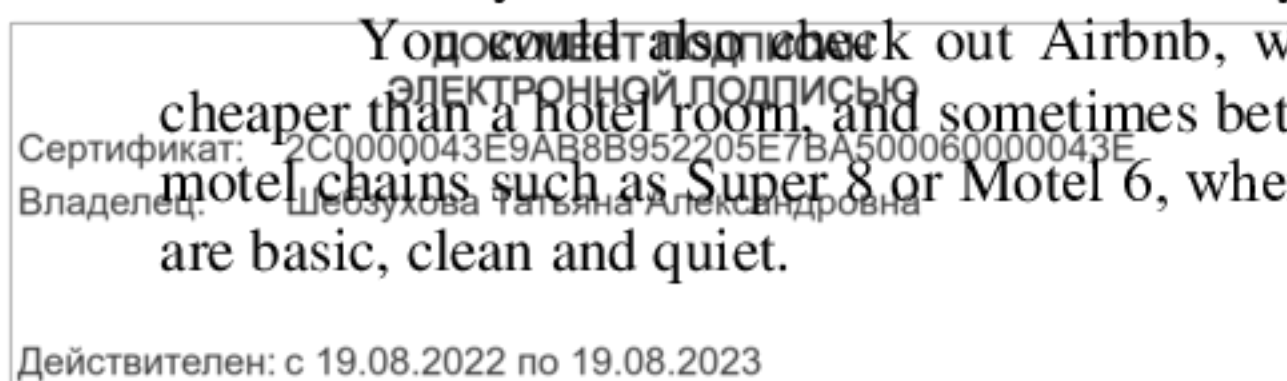 You could also check out Airbnb, w
ДОКУМЕНТ ПОДПИСАН
ЭЛЕКТРОННОЙ ПОДПИСЬЮ
cheaper than a hotel room, and sometimes bet
Сертификат: 2C0000043E9AB8B952205E7BA500060000043E
motel chains such as Super 8 or Motel 6, whe
Владелец: Шебзухова Татьяна Александровна
are basic, clean and quiet.
Действителен: с 19.08.2022 по 19.08.2023